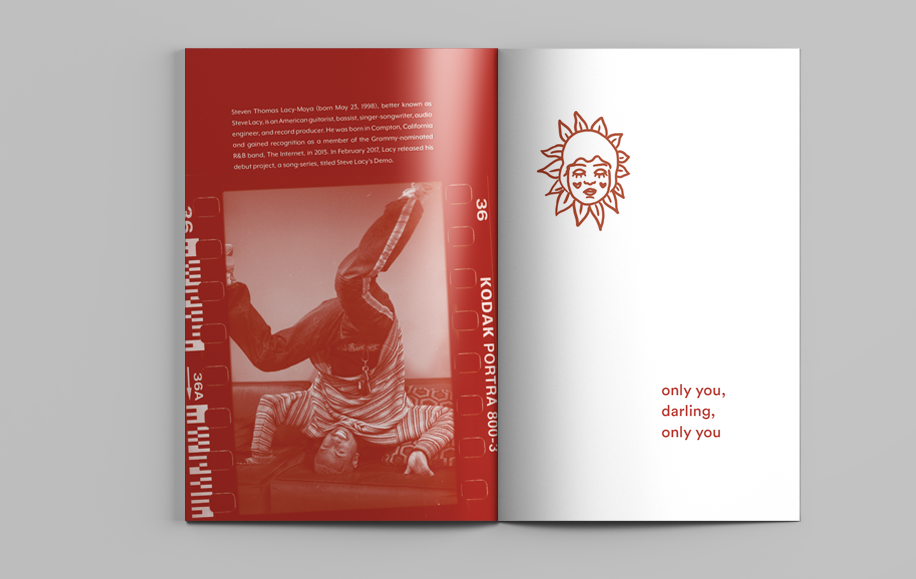 Steven Thomas Lacy-Moya (born May 23, 1998), better known as
Steve Lacy, is an American guitarist, bassist, singer-songwriter, audio
engineer, and record producer. He was born in Compton, California
and gained recognition as a member of the Grammy-nominated
R&B band, The Internet, in 2015. In February 2017, Lacy released his
debut project, a song-series, titled Steve Lacy's Demo.
36
36A
36
KODAK PORTRA 800-3
only you,
darling,
only you